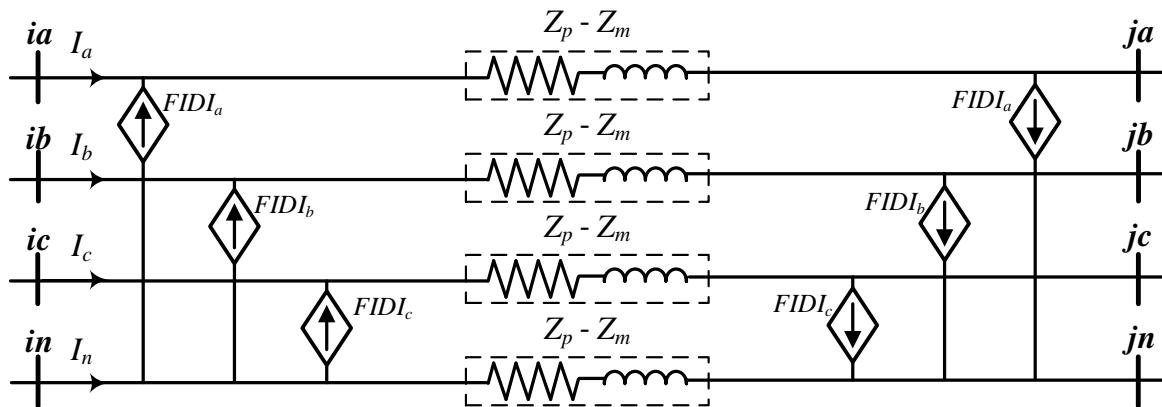 Zp - Zm
ia Ia ja
FIDIa FIDIa
Zp - Zm
ib Ib jb
FIDIb FIDIb
Zp - Zm
ic Ic jc
FIDIc FIDIc
Zp - Zm
in In jn